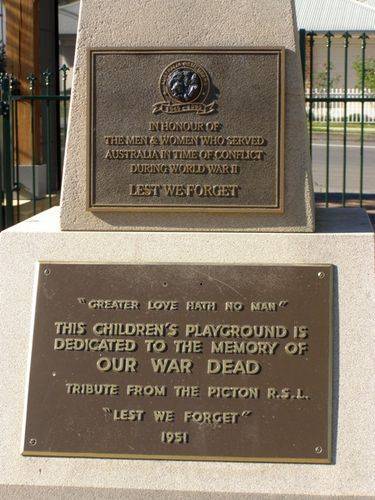 IN HONOUR OF
THE MEN & WOMEN WHO SERVED
AUSTRALIA IN TIME OF CONFLICT
DURING WORLD WAR II
LEST WE FORGET
"GREATER LOVE HATH NO MAN"
THIS CHILDREN'S PLAYGROUND IS
DEDICATED TO THE MEMORY OF
OUR WAR DEAD
TRIBUTE FROM THE PICTON R.S.L.
"LEST WE FORGET"
1951